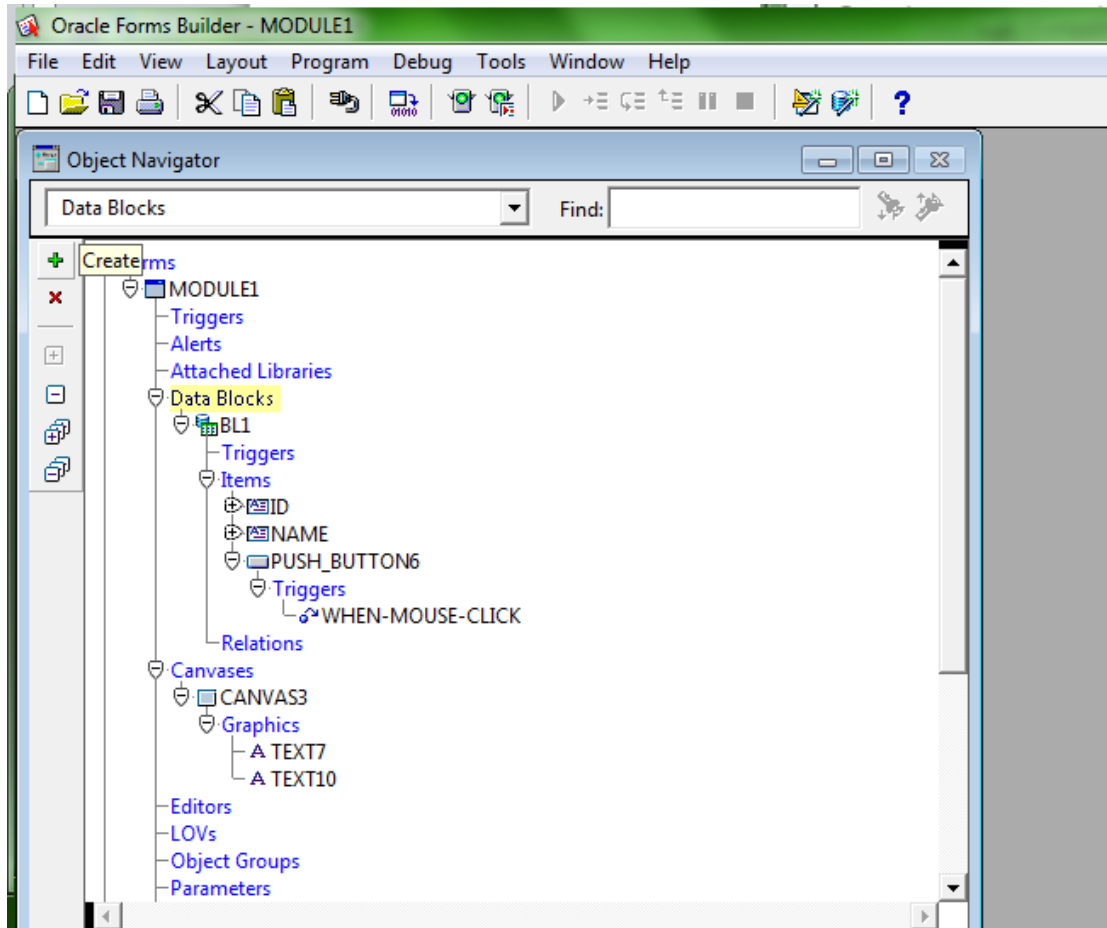 Oracle Forms Builder - MODULE1
File Edit View Layout Program Debug Tools Window Help
Object Navigator
Data Blocks Find:
Create rms
MODULE1
Triggers
Alerts
Attached Libraries
Data Blocks
BL1
Triggers
Items
ID
NAME
PUSH_BUTTON6
Triggers
WHEN-MOUSE-CLICK
Relations
Canvases
CANVAS3
Graphics
A TEXT7
A TEXT10
Editors
LOVs
Object Groups
Parameters